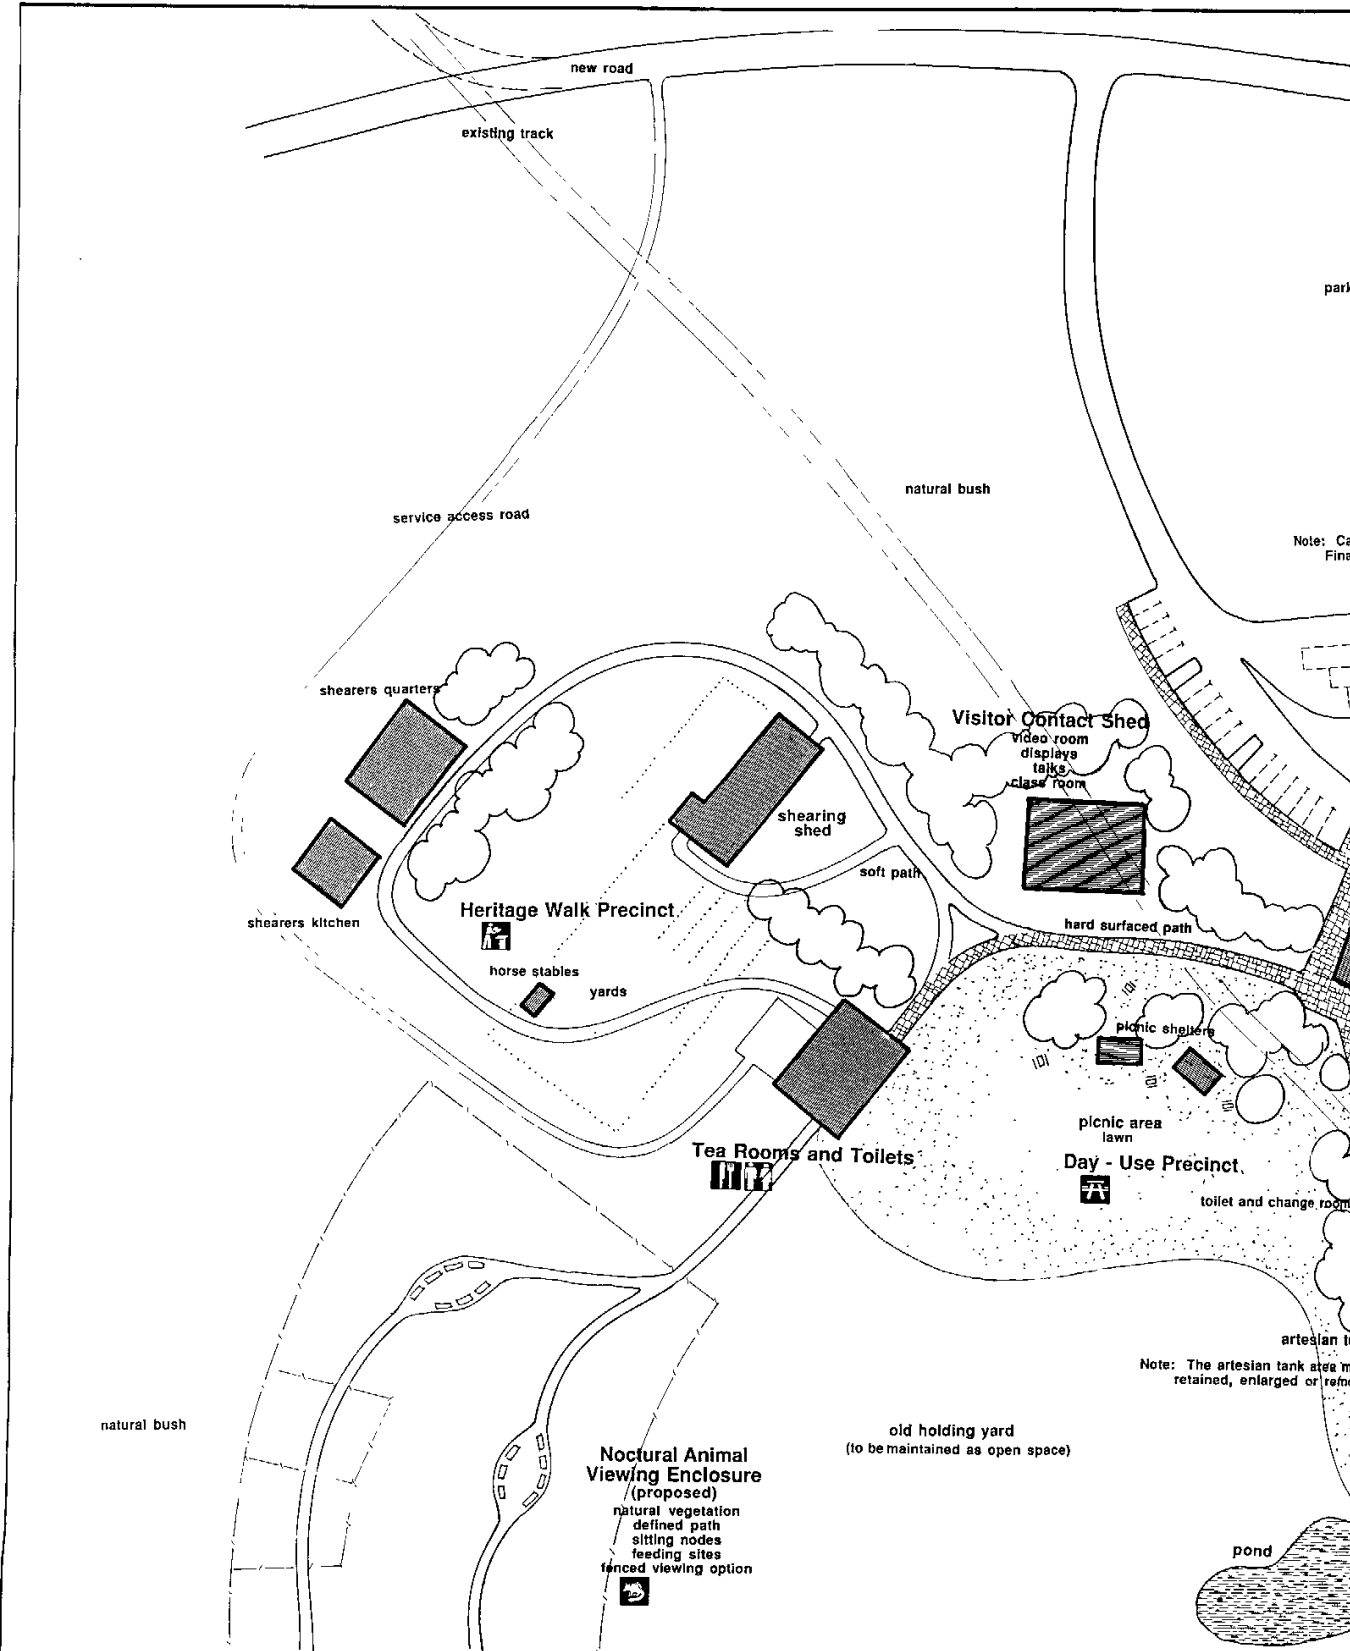 new road
existing track
park
natural bush
service access road
Note: Ca
Fina
shearers quarters
Visitor Contact Shed
video room
displays
talks
class room
shearing
shed
soft path
Heritage Walk Precinct
shearers kitchen
hard surfaced path
horse stables
yards
picnic shelters
picnic area
lawn
Tea Rooms and Toilets
Day - Use Precinct
toilet and change room
artesian t
Note: The artesian tank area m
retained, enlarged or remo
natural bush
old holding yard
(to be maintained as open space)
Noctural Animal
Viewing Enclosure
(proposed)
natural vegetation
defined path
sitting nodes
feeding sites
fenced viewing option
pond